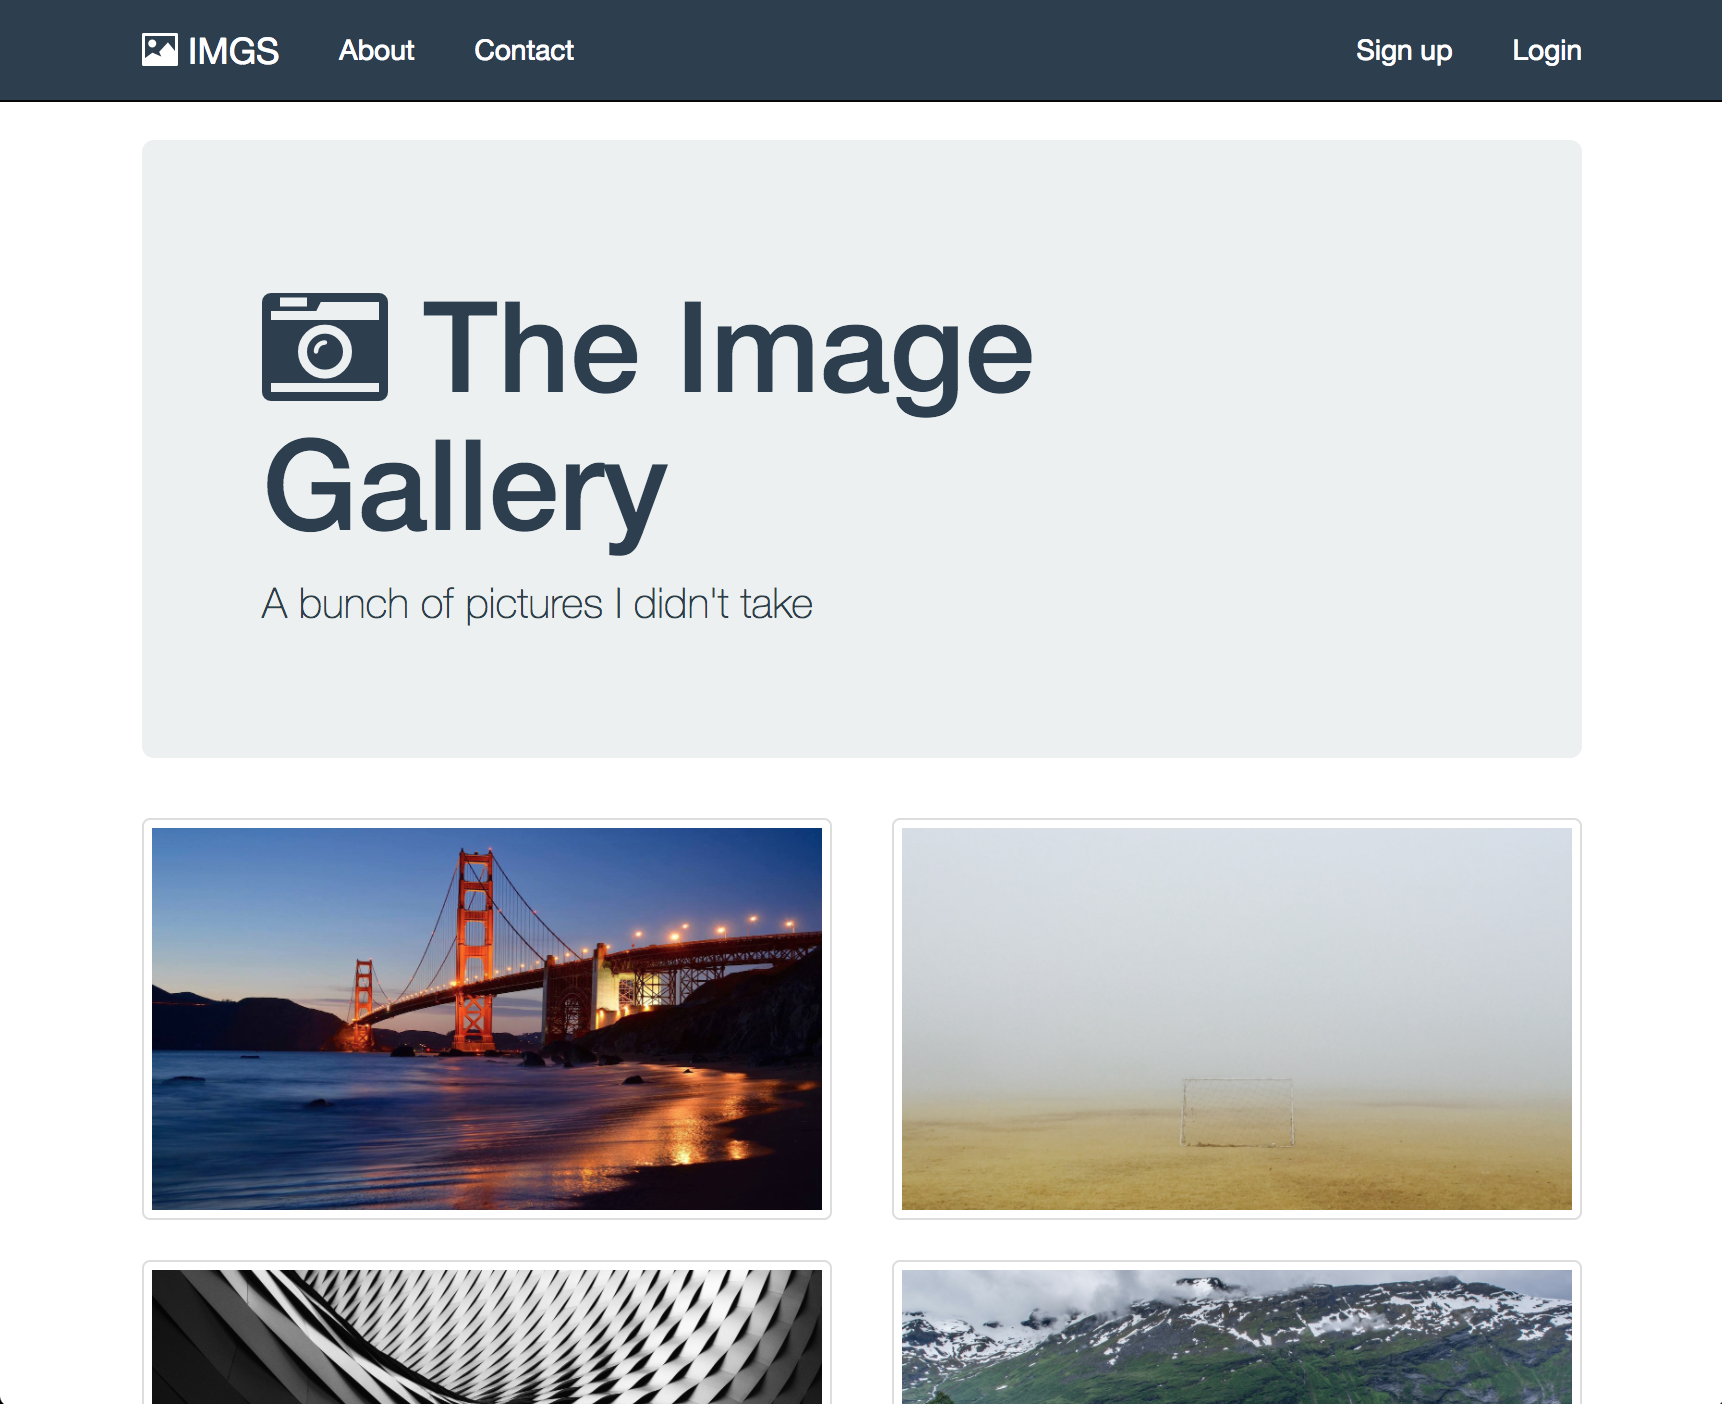 IMGS About Contact Sign up Login
The Image
Gallery
A bunch of pictures I didn't take